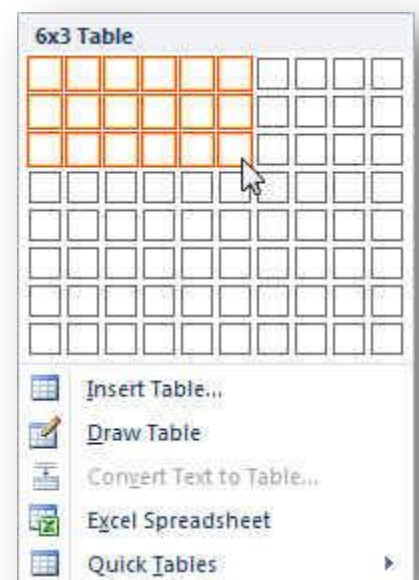 6x3 Table
Insert Table...
Draw Table
Convert Text to Table...
Excel Spreadsheet
Quick Tables